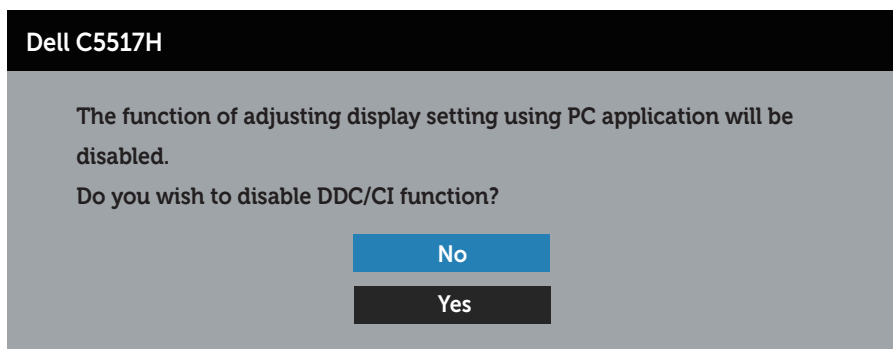 Dell C5517H
The function of adjusting display setting using PC application will be
disabled.
Do you wish to disable DDC/CI function?
No
Yes